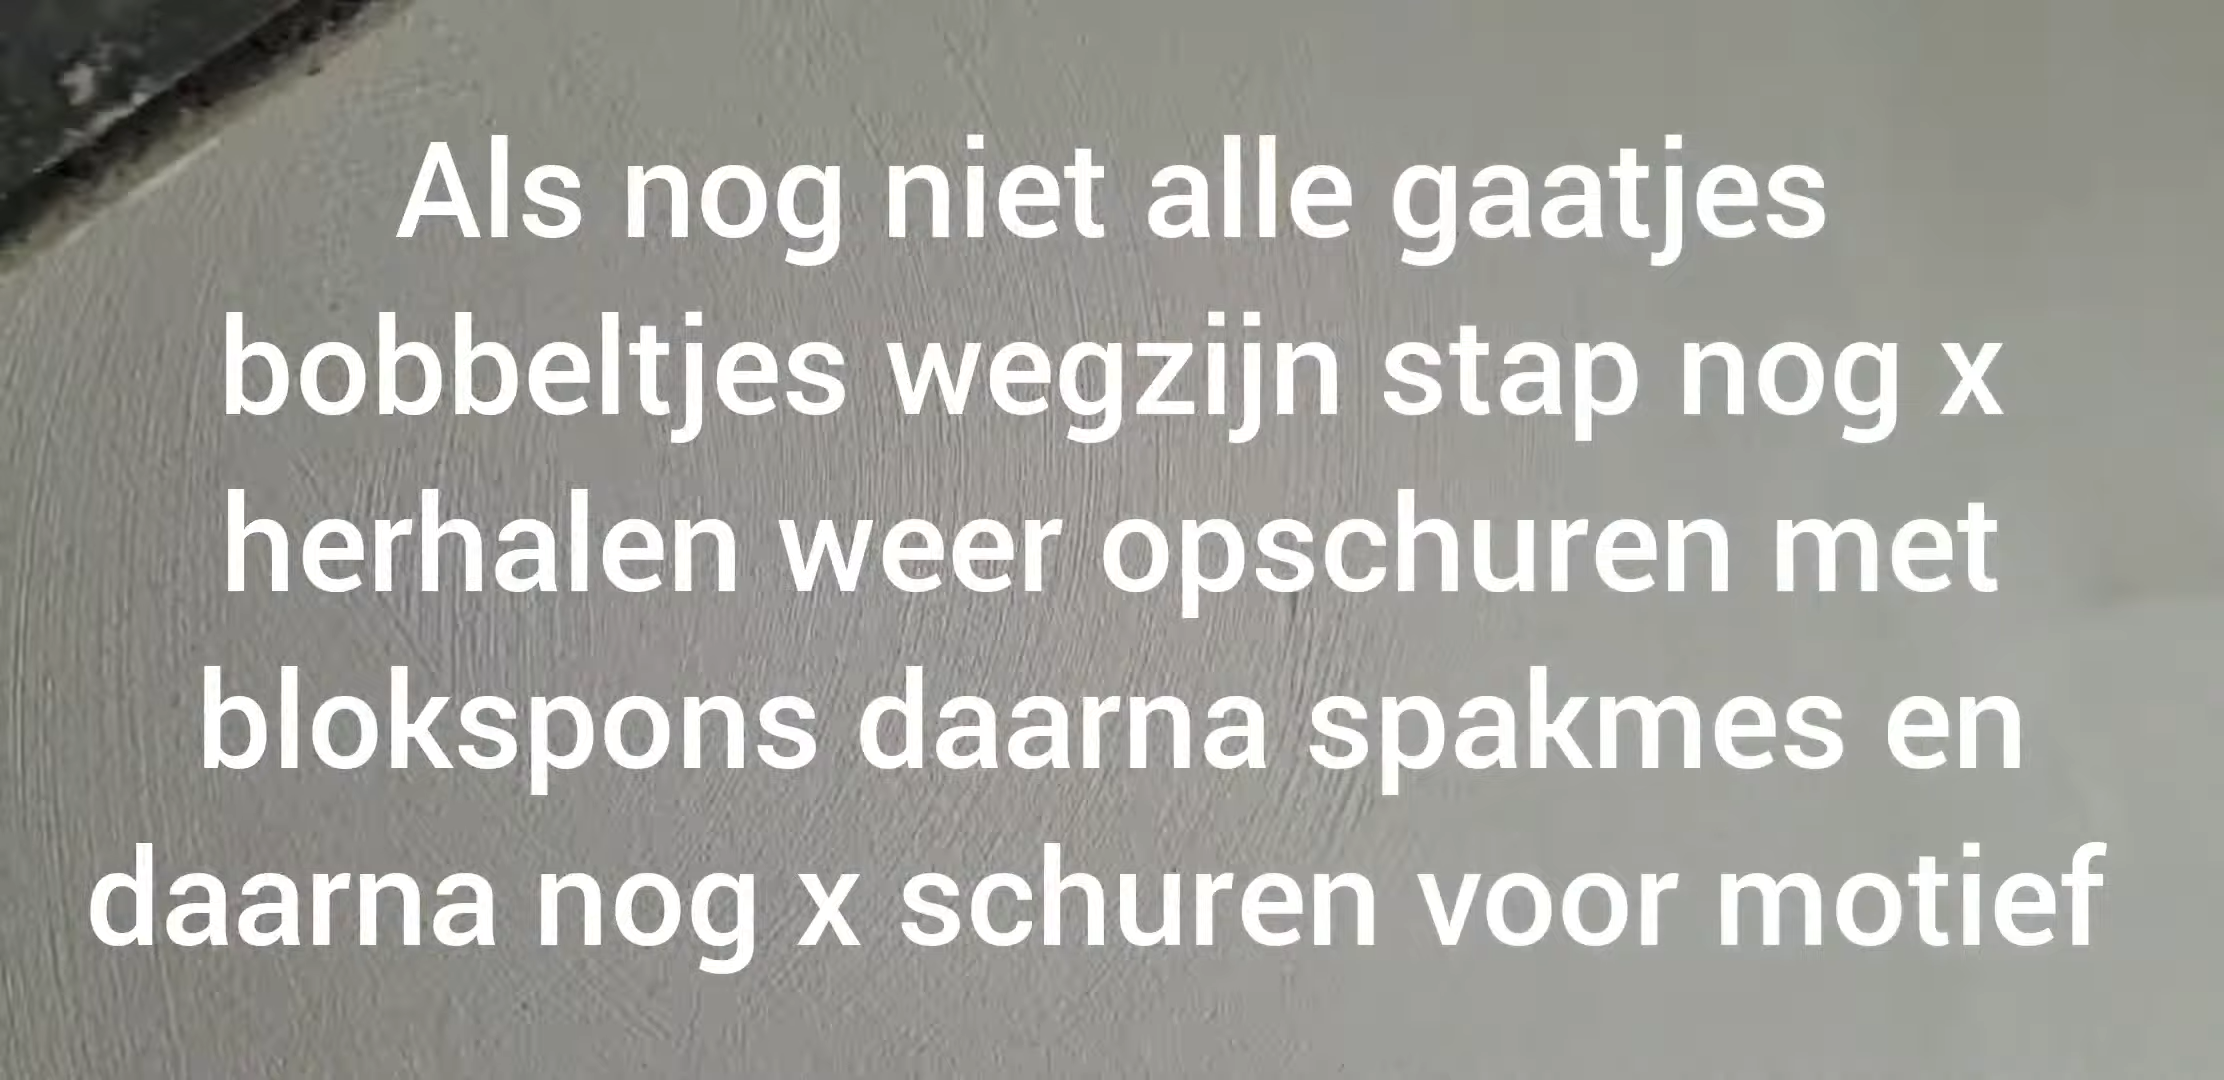 Als nog niet alle gaatjes
bobbeltjes wegzijn stap nog x
herhalen weer opschuren met
blokspons daarna spakmes en
daarna nog x schuren voor motief